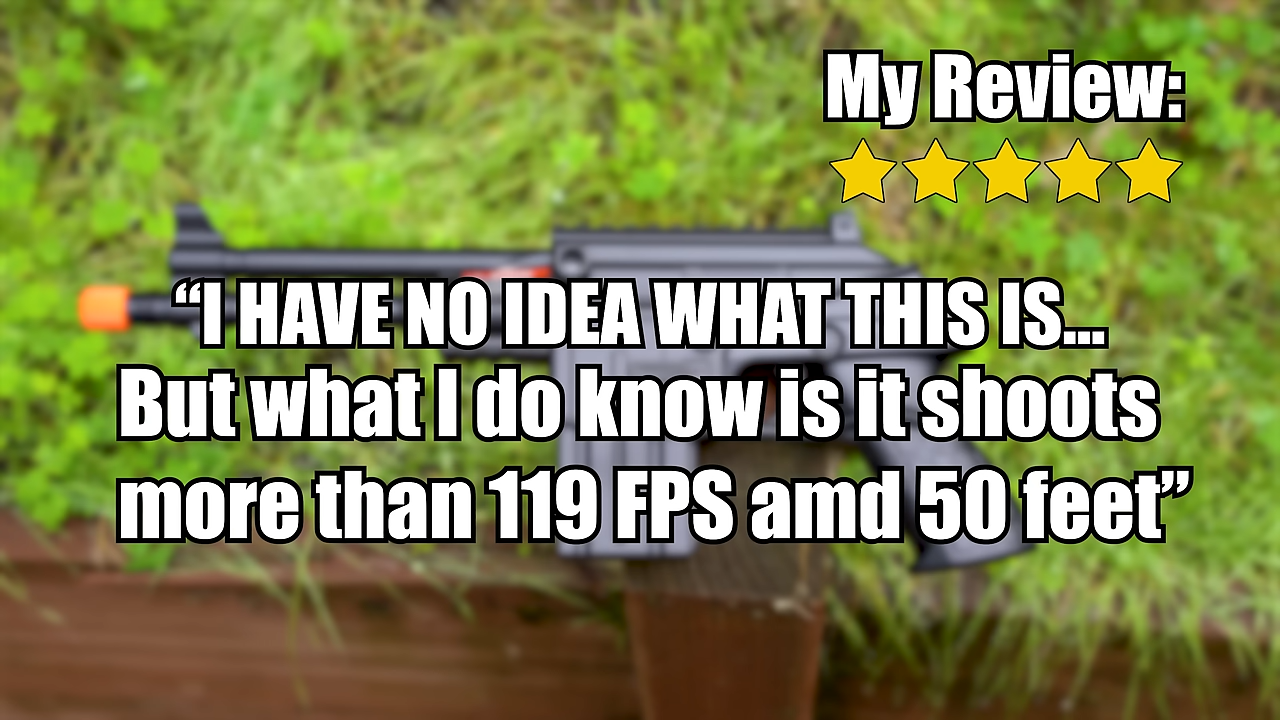 My Review:
“I HAVE NO IDEA WHAT THIS IS...
But what I do know is it shoots
more than 119 FPS amd 50 feet”